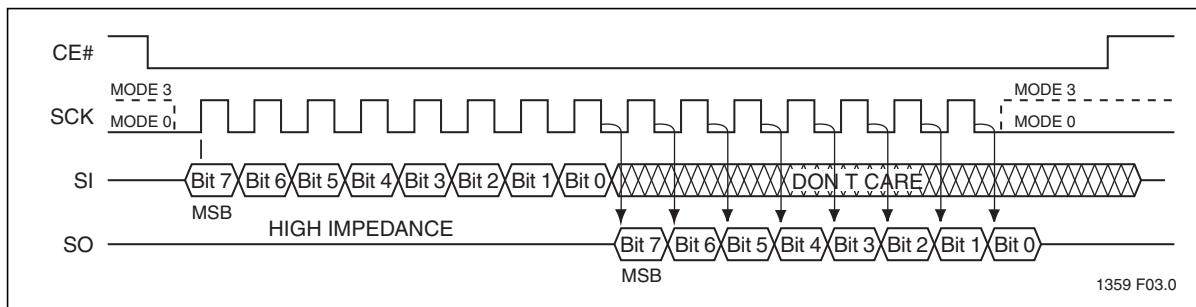 CE#
MODE 3
MODE 3
SCK
MODE 0
MODE 0
SI
Bit 7 Bit 6 Bit 5 Bit 4 Bit 3 Bit 2 Bit 1 Bit 0
DON T CARE
MSB
HIGH IMPEDANCE
SO
Bit 7 Bit 6 Bit 5 Bit 4 Bit 3 Bit 2 Bit 1 Bit 0
MSB
1359 F03.0